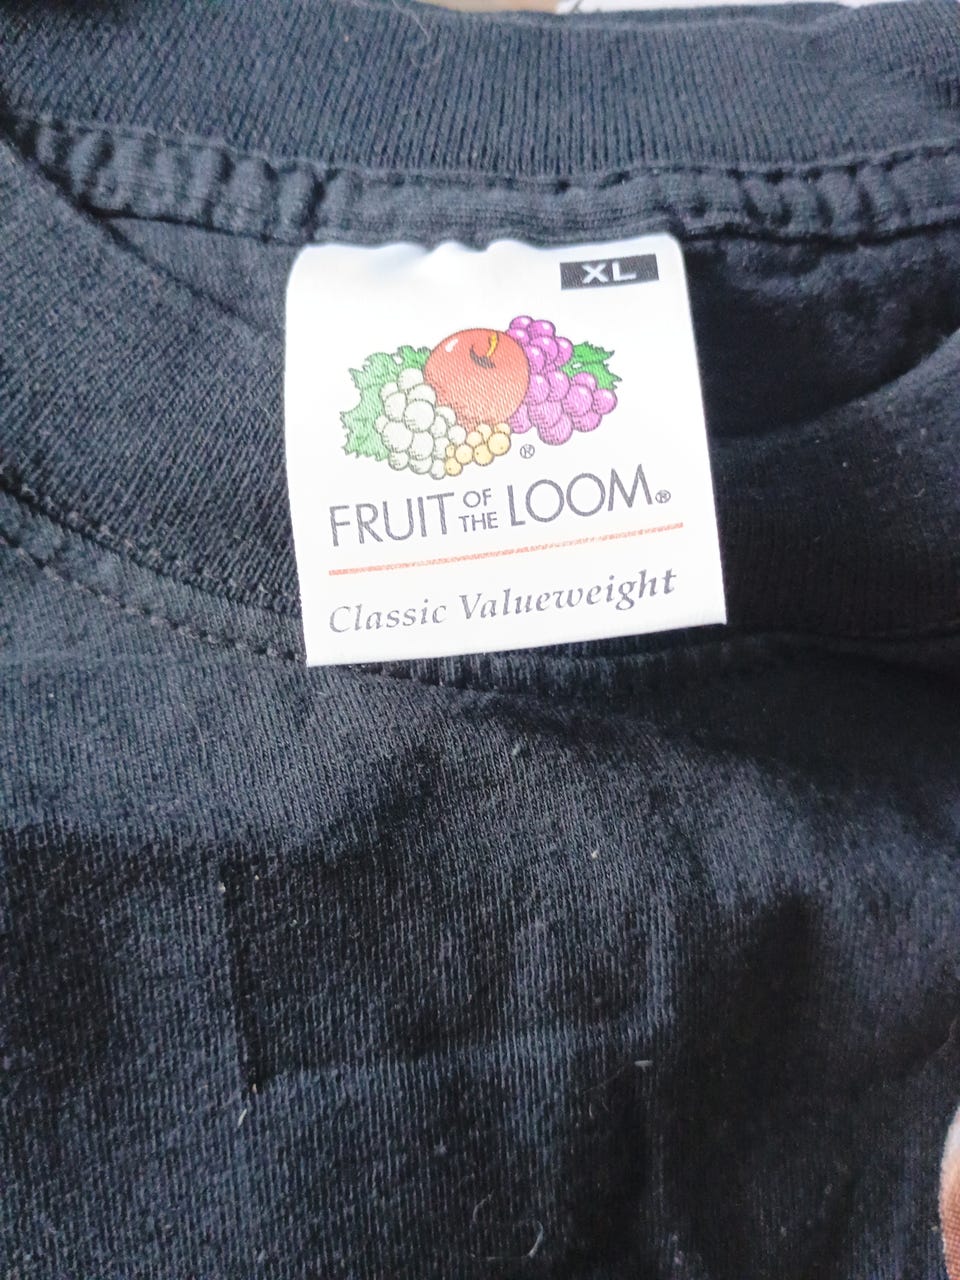 XL
®
FRUIT OF THE LOOM®
Classic Valueweight